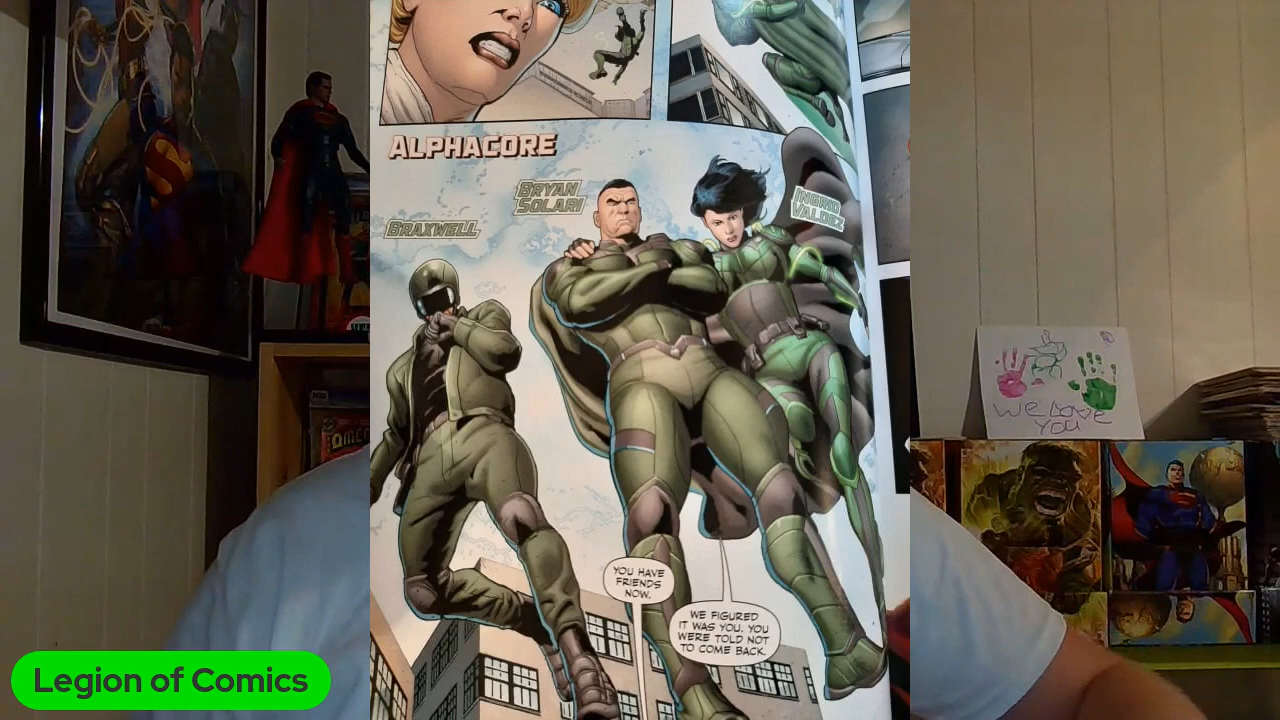 ALPHACORE
BRAXWELL
BRYAN
SOLARI
INGRID
VALDEZ
YOU HAVE
FRIENDS
NOW.
WE FIGURED
IT WAS YOU. YOU
WERE TOLD NOT
TO COME BACK.
We Love
YOU
Legion of Comics